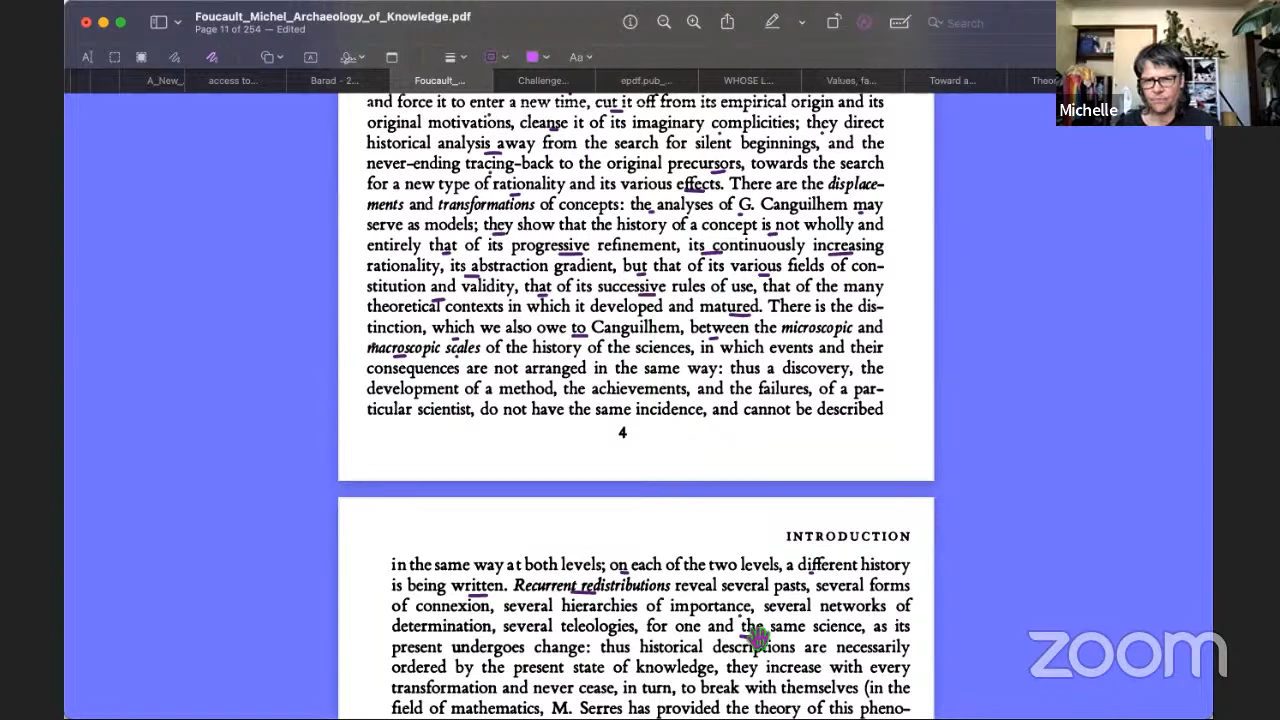 Foucault_Michel_Archaeology_of_Knowledge.pdf
Page 11 of 254 — Edited
Search
A_New_
access to...
Barad - 2...
Foucault_...
Challenge...
epdf.pub_...
WHOSE L...
Values, fa...
Toward a...
Theor
Michelle
and force it to enter a new time, cut it off from its empirical origin and its
original motivations, cleanse it of its imaginary complicities; they direct
historical analysis away from the search for silent beginnings, and the
never-ending tracing-back to the original precursors, towards the search
for a new type of rationality and its various effects. There are the displace-
ments and transformations of concepts: the analyses of G. Canguilhem may
serve as models; they show that the history of a concept is not wholly and
entirely that of its progressive refinement, its continuously increasing
rationality, its abstraction gradient, but that of its various fields of con-
stitution and validity, that of its successive rules of use, that of the many
theoretical contexts in which it developed and matured. There is the dis-
tinction, which we also owe to Canguilhem, between the microscopic and
macroscopic scales of the history of the sciences, in which events and their
consequences are not arranged in the same way: thus a discovery, the
development of a method, the achievements, and the failures, of a par-
ticular scientist, do not have the same incidence, and cannot be described
4
INTRODUCTION
in the same way at both levels; on each of the two levels, a different history
is being written. Recurrent redistributions reveal several pasts, several forms
of connexion, several hierarchies of importance, several networks of
determination, several teleologies, for one and the same science, as its
present undergoes change: thus historical descriptions are necessarily
ordered by the present state of knowledge, they increase with every
transformation and never cease, in turn, to break with themselves (in the
field of mathematics, M. Serres has provided the theory of this pheno-
zoom